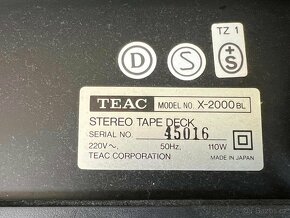 TZ 1
D
S
+S
TEAC MODEL NO. X-2000 BL
STEREO TAPE DECK
SERIAL NO. 45016
220V~ 50Hz. 110W
TEAC CORPORATION MADE IN JAPAN